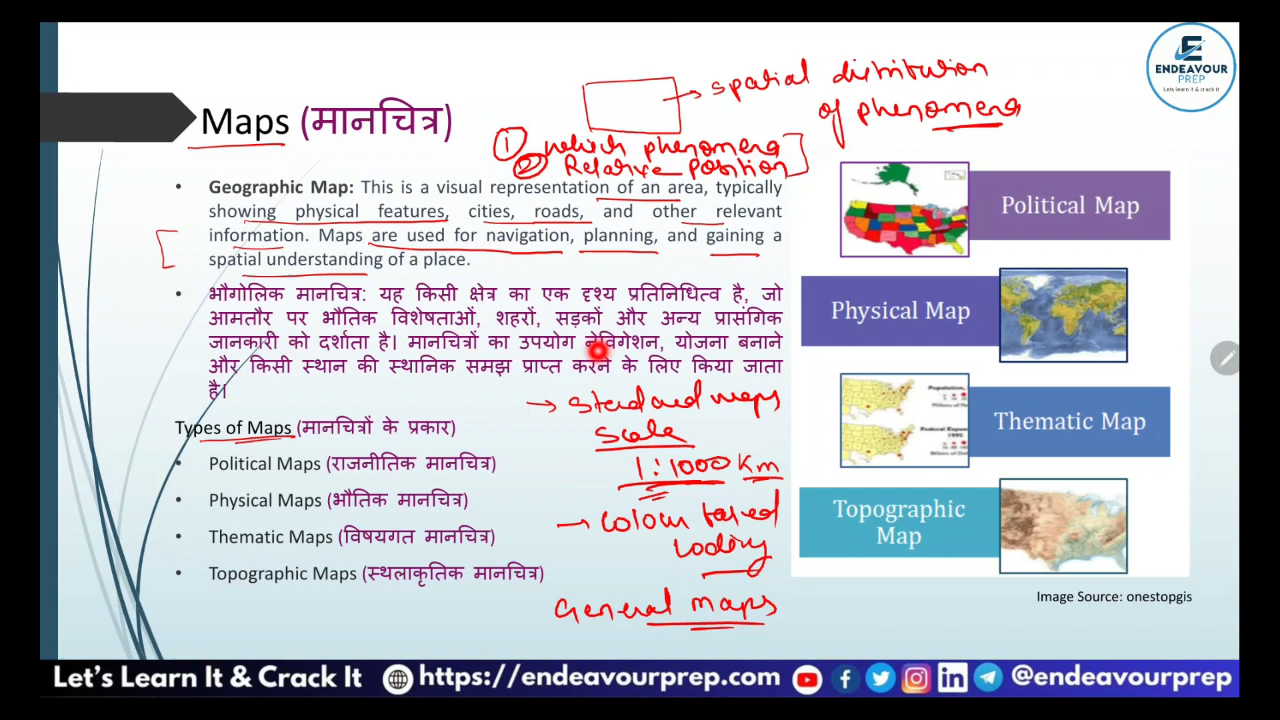 ENDEAVOUR
PREP
Lets learn it & crack it
spatial distribution
of phenomena
Maps (मानचित्र)
① which phenomena
② Relative position
• Geographic Map: This is a visual representation of an area, typically
showing physical features, cities, roads, and other relevant
information. Maps are used for navigation, planning, and gaining a
spatial understanding of a place.
• भौगोलिक मानचित्र: यह किसी क्षेत्र का एक दृश्य प्रतिनिधित्व है, जो
आमतौर पर भौतिक विशेषताओं, शहरों, सड़कों और अन्य प्रासंगिक
जानकारी को दर्शाता है। मानचित्रों का उपयोग नेविगेशन, योजना बनाने
और किसी स्थान की स्थानिक समझ प्राप्त करने के लिए किया जाता
है।
→ standard maps
scale
1:1000 Km
→ colour based
coding
General maps
Types of Maps (मानचित्रों के प्रकार)
• Political Maps (राजनीतिक मानचित्र)
• Physical Maps (भौतिक मानचित्र)
• Thematic Maps (विषयगत मानचित्र)
• Topographic Maps (स्थलाकृतिक मानचित्र)
Political Map
Physical Map
Thematic Map
Topographic
Map
Image Source: onestopgis
Let's Learn It & Crack It https://endeavourprep.com @endeavourprep